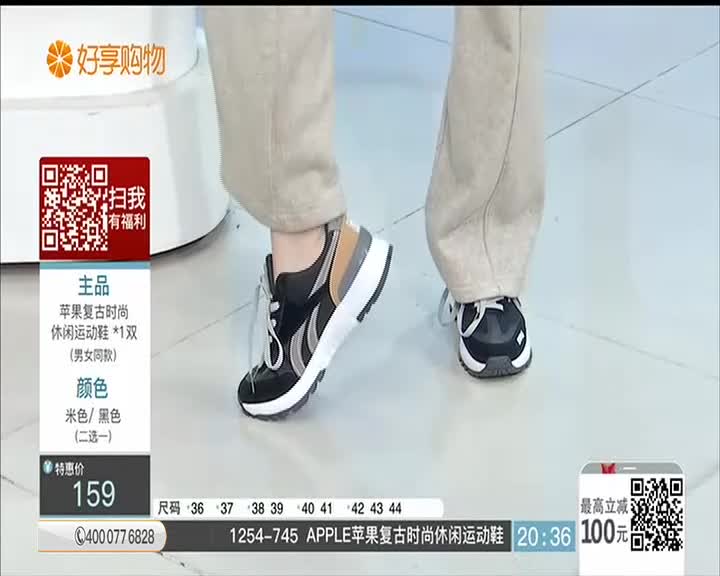 好享购物
扫我
有福利
主品
苹果复古时尚
休闲运动鞋 *1双
(男女同款)
颜色
米色/ 黑色
(二选一)
特惠价
159
尺码 36 37 38 39 40 41 42 43 44
400 077 6828
1254-745 APPLE苹果复古时尚休闲运动鞋
20:36
最高立减
100元